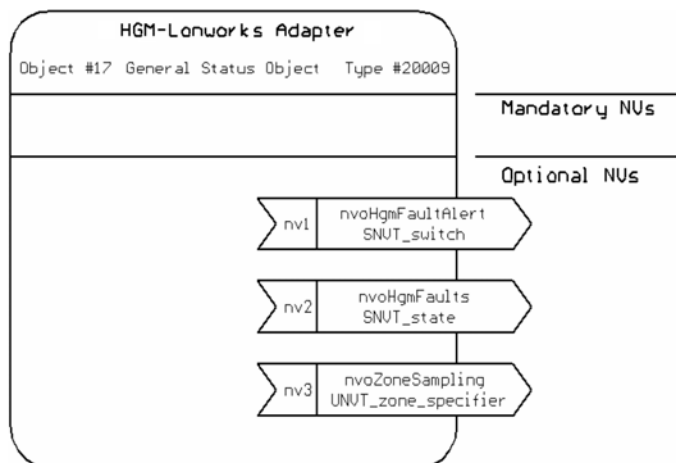 HGM-Lonworks Adapter
Object #17 General Status Object Type #20009
Mandatory NVs
Optional NVs
nv1
nvoHgmFaultAlert
SNVT_switch
nv2
nvoHgmFaults
SNVT_state
nv3
nvoZoneSampling
UNVT_zone_specifier